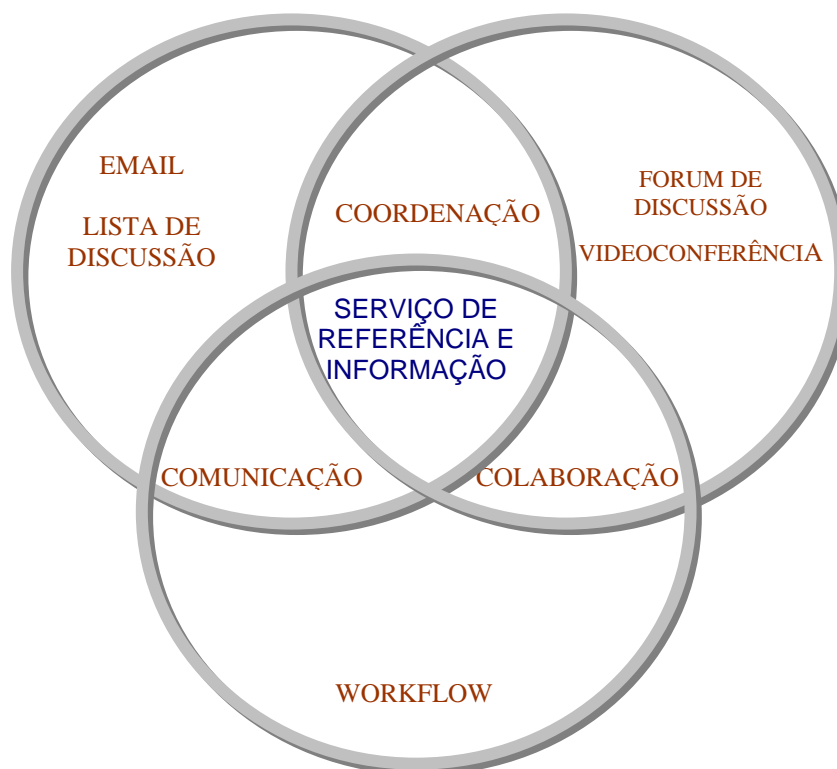 EMAIL
LISTA DE
DISCUSSÃO
COORDENAÇÃO
FORUM DE
DISCUSSÃO
VIDEOCONFERÊNCIA
SERVIÇO DE
REFERÊNCIA E
INFORMAÇÃO
COMUNICAÇÃO
COLABORAÇÃO
WORKFLOW